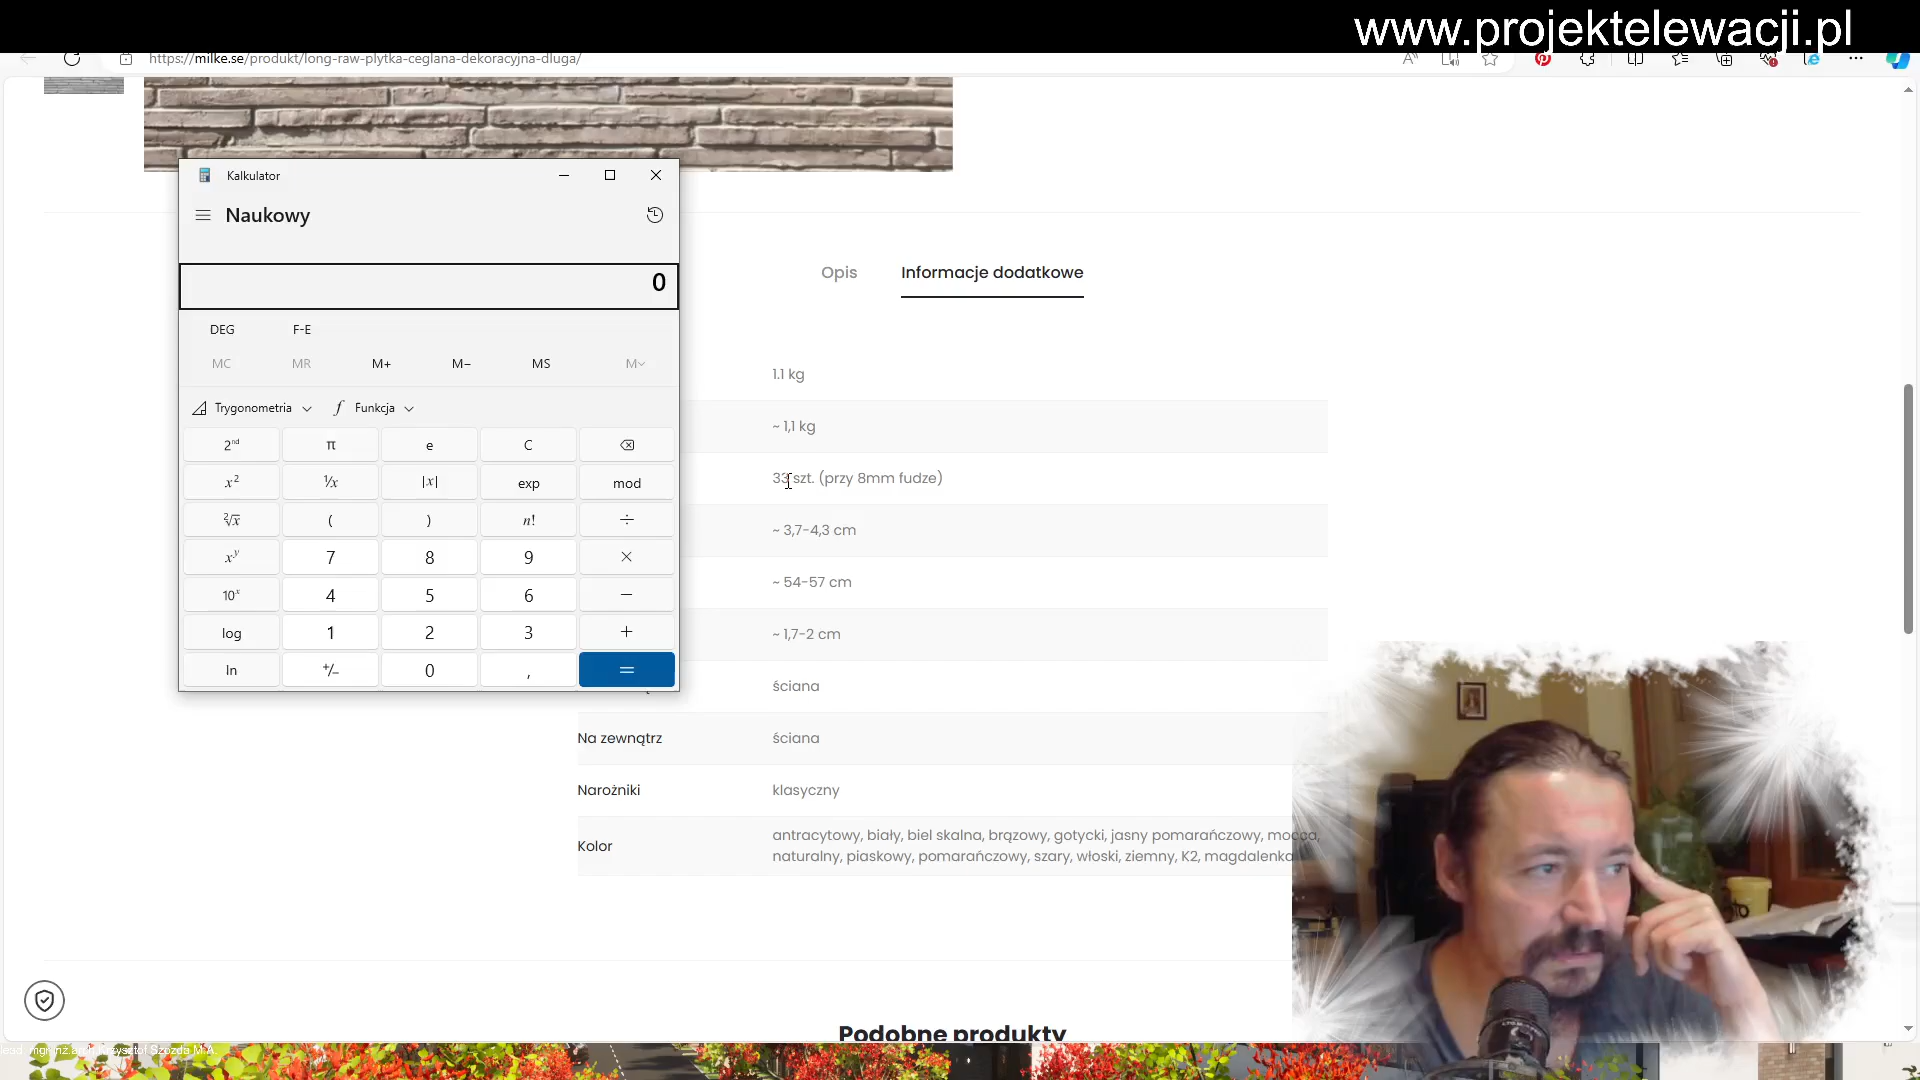 www.projektelewacji.pl
https://milke.se/produkt/long-raw-plytka-ceglana-dekoracyjna-dluga/
Kalkulator
Naukowy
0
DEG F-E
MC MR M+ M− MS M
Trygonometria f Funkcja
2nd π e C
x² ¹/x |x| exp mod
²√x ( ) n! ÷
xʸ 7 8 9 ×
10ˣ 4 5 6 −
log 1 2 3 +
ln +/− 0 , =
Opis Informacje dodatkowe
1.1 kg
~ 1,1 kg
33 szt. (przy 8mm fudze)
~ 3,7-4,3 cm
~ 54-57 cm
~ 1,7-2 cm
ściana
Na zewnątrz ściana
Narożniki klasyczny
Kolor antracytowy, biały, biel skalna, brązowy, gotycki, jasny pomarańczowy, mocca,
naturalny, piaskowy, pomarańczowy, szary, włoski, ziemny, K2, magdalenka
Podobne produkty
Krzysztof Szozda M.A.